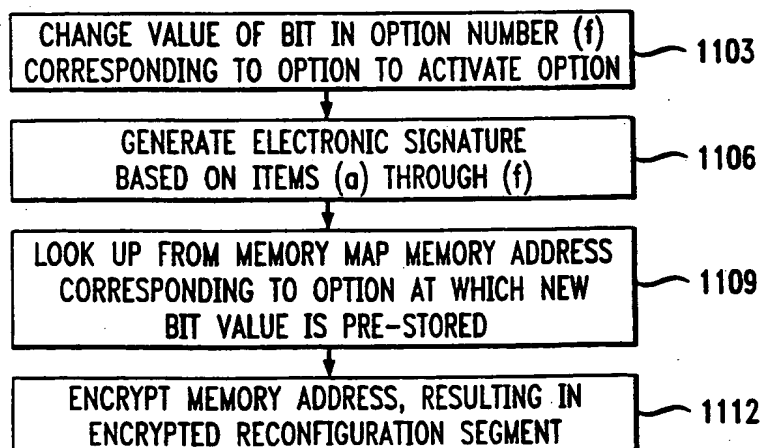 CHANGE VALUE OF BIT IN OPTION NUMBER (f)
CORRESPONDING TO OPTION TO ACTIVATE OPTION
1103
GENERATE ELECTRONIC SIGNATURE
BASED ON ITEMS (a) THROUGH (f)
1106
LOOK UP FROM MEMORY MAP MEMORY ADDRESS
CORRESPONDING TO OPTION AT WHICH NEW
BIT VALUE IS PRE-STORED
1109
ENCRYPT MEMORY ADDRESS, RESULTING IN
ENCRYPTED RECONFIGURATION SEGMENT
1112